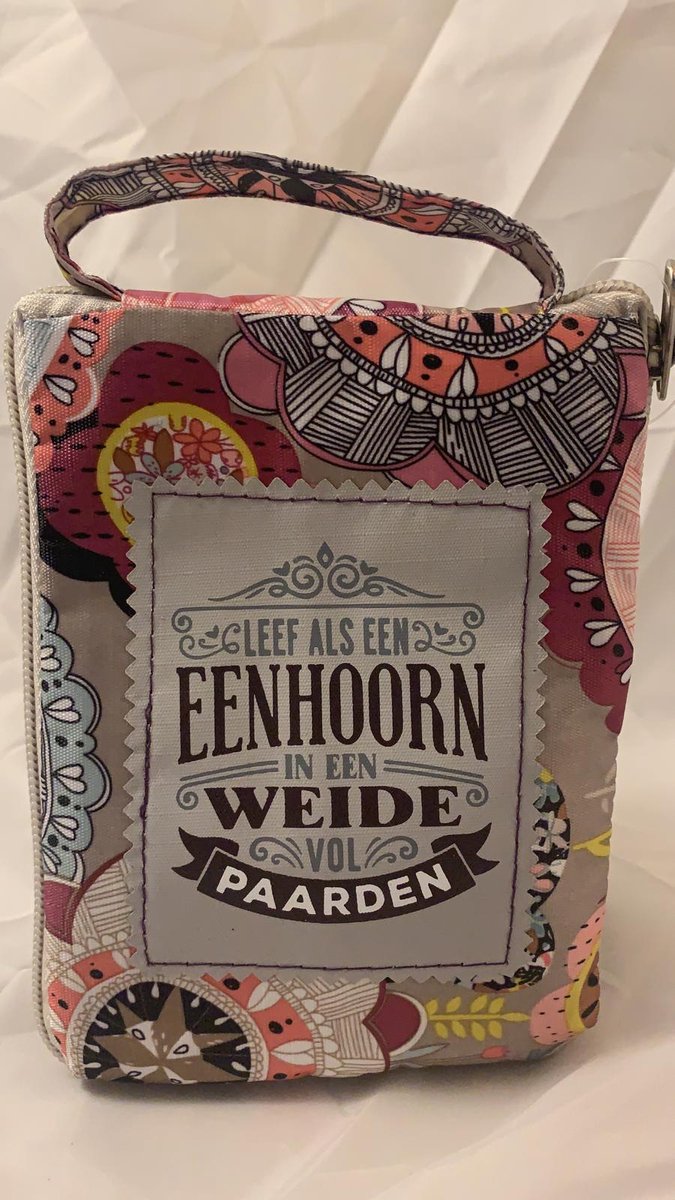 LEEF ALS EEN
EENHOORN
IN EEN
WEIDE
VOL
PAARDEN